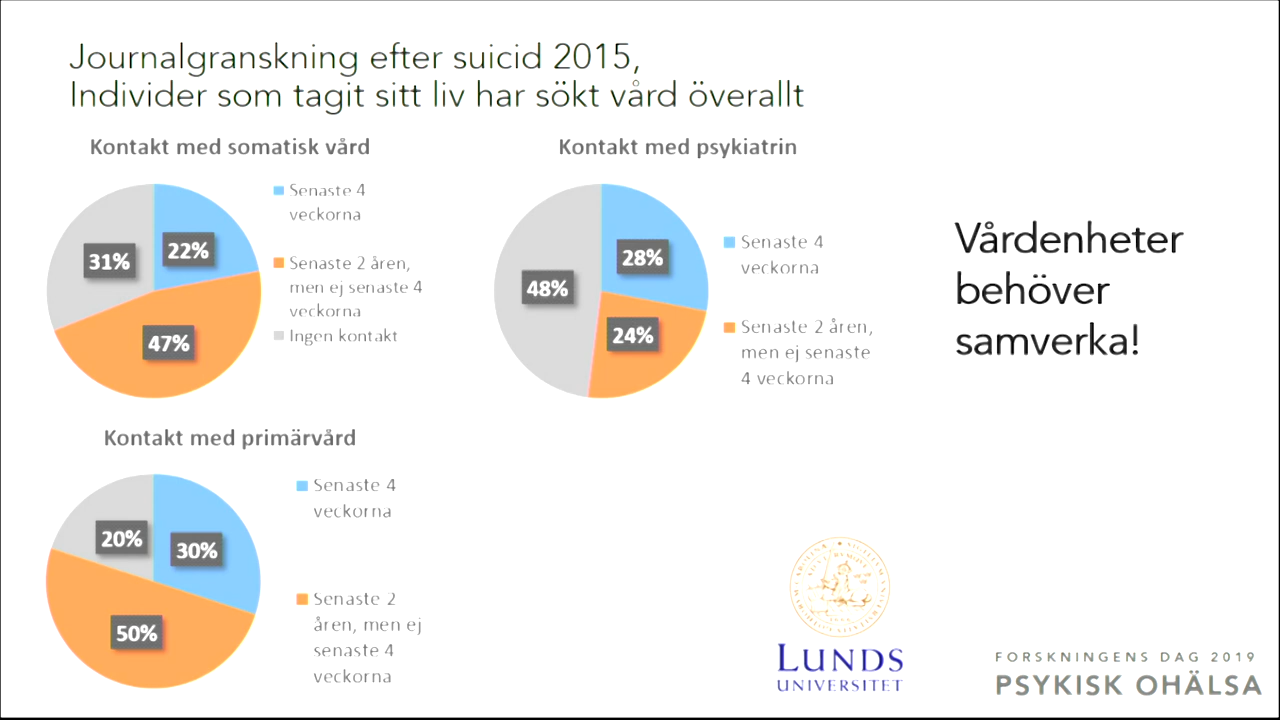 Journalgranskning efter suicid 2015,
Individer som tagit sitt liv har sökt vård överallt
Kontakt med somatisk vård
22%
47%
31%
Senaste 4
veckorna
Senaste 2 åren,
men ej senaste 4
veckorna
Ingen kontakt
Kontakt med psykiatrin
28%
24%
48%
Senaste 4
veckorna
Senaste 2 åren,
men ej senaste
4 veckorna
Vårdenheter
behöver
samverka!
Kontakt med primärvård
30%
50%
20%
Senaste 4
veckorna
Senaste 2
åren, men ej
senaste 4
veckorna
LUNDS
UNIVERSITET
FORSKNINGENS DAG 2019
PSYKISK OHÄLSA